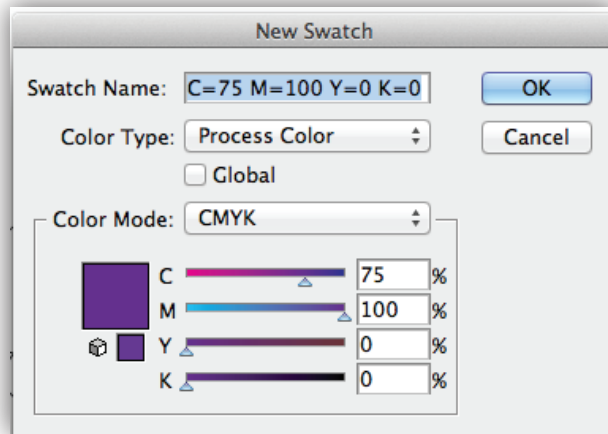 New Swatch
Swatch Name: C=75 M=100 Y=0 K=0 OK
Color Type: Process Color Cancel
Global
Color Mode: CMYK
C 75 %
M 100 %
Y 0 %
K 0 %